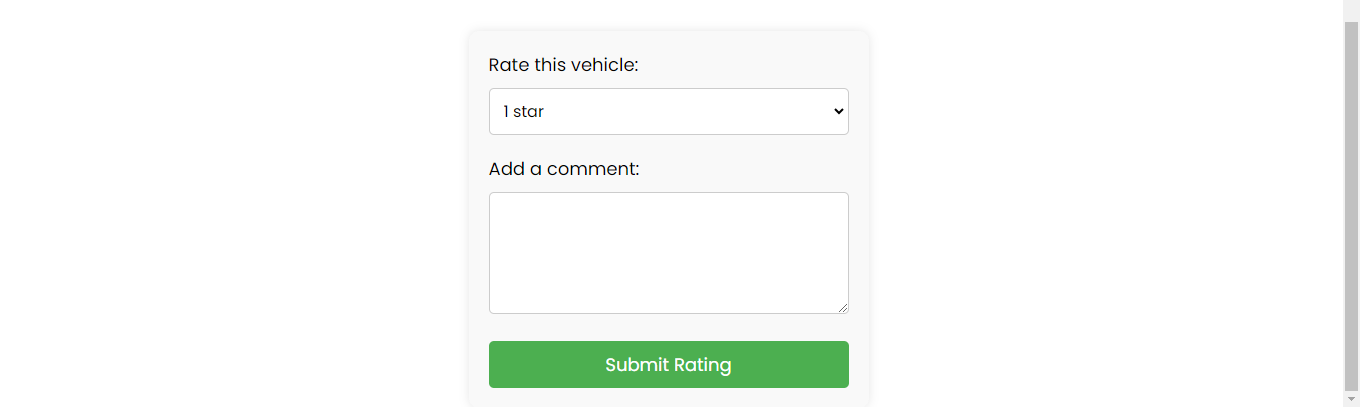 Rate this vehicle:
1 star
Add a comment:
Submit Rating